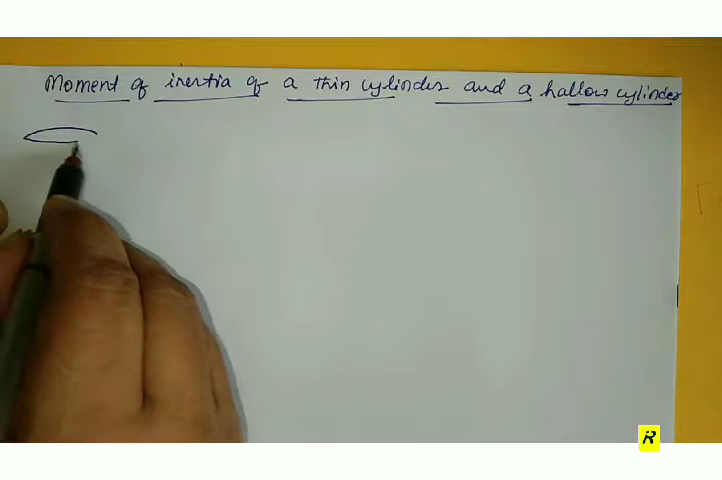 Moment of inertia of a thin cylinder and a hallow cylinder
R